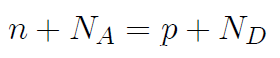 n + N_A = p + N_D